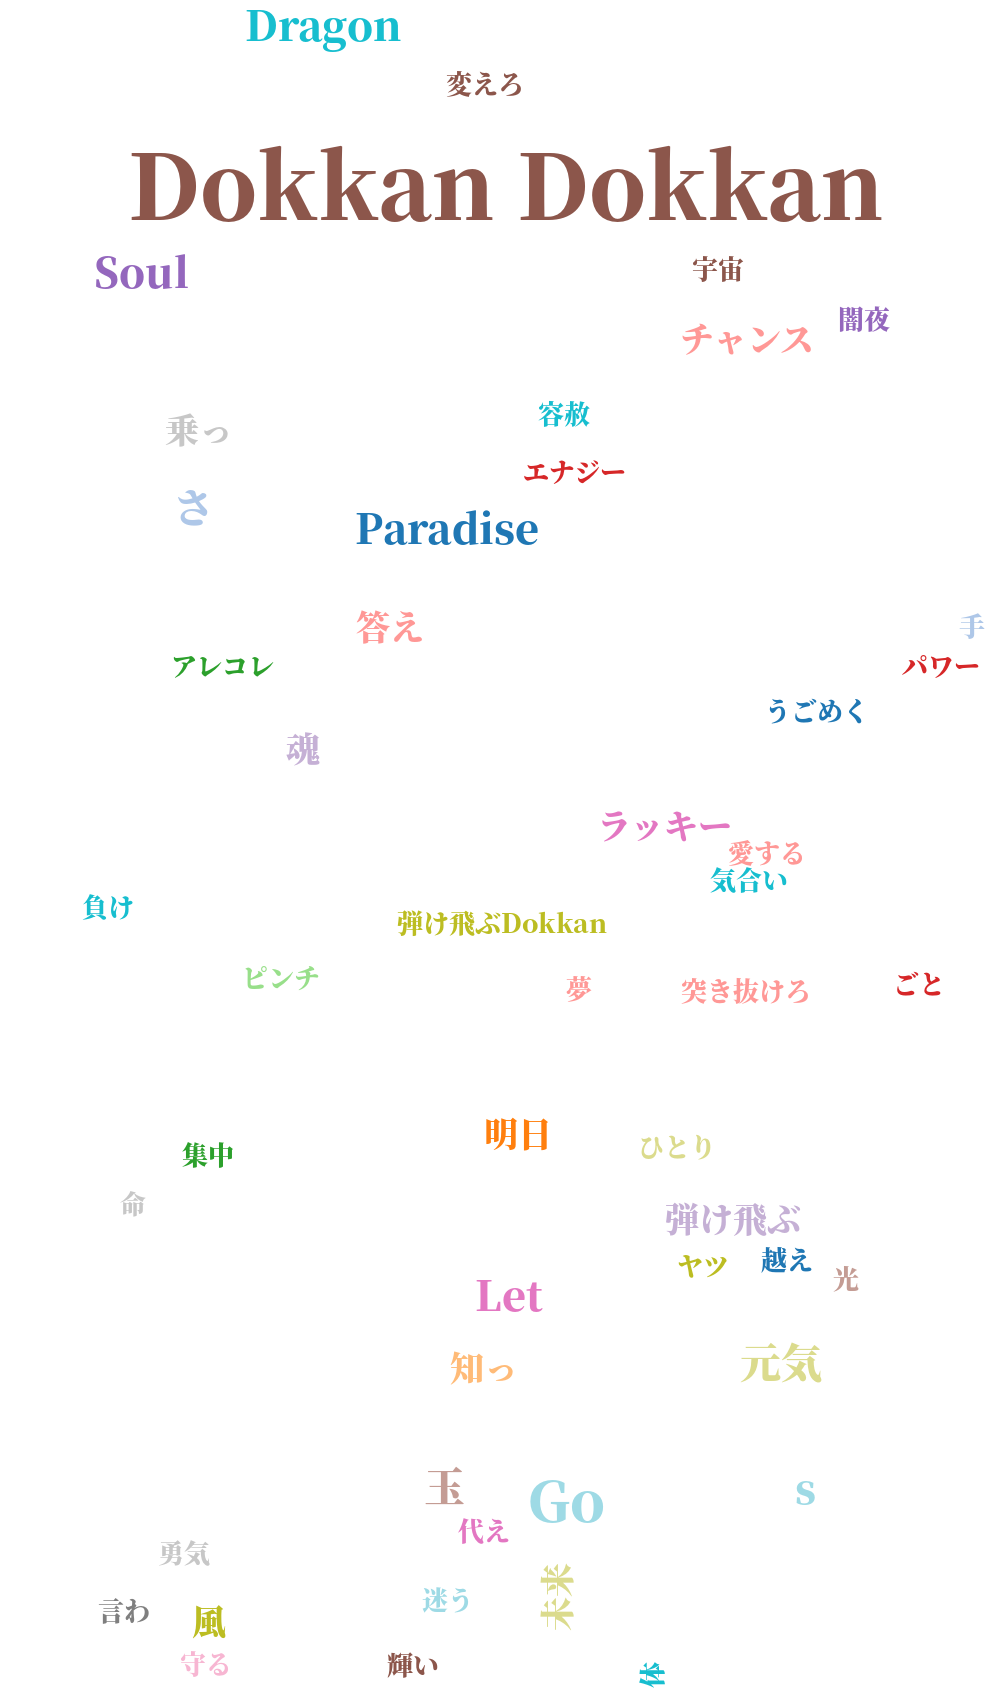 Dragon
変えろ
Dokkan Dokkan
Soul
宇宙
闇夜
チャンス
容赦
乗っ
エナジー
さ
Paradise
答え
手
アレコレ
パワー
うごめく
魂
ラッキー
愛する
気合い
負け
弾け飛ぶDokkan
ピンチ
夢
突き抜けろ
ごと
明日
ひとり
集中
命
弾け飛ぶ
越え
ヤツ
光
Let
知っ
元気
玉
Go
s
代え
勇気
未来
迷う
言わ
風
守る
輝い
体